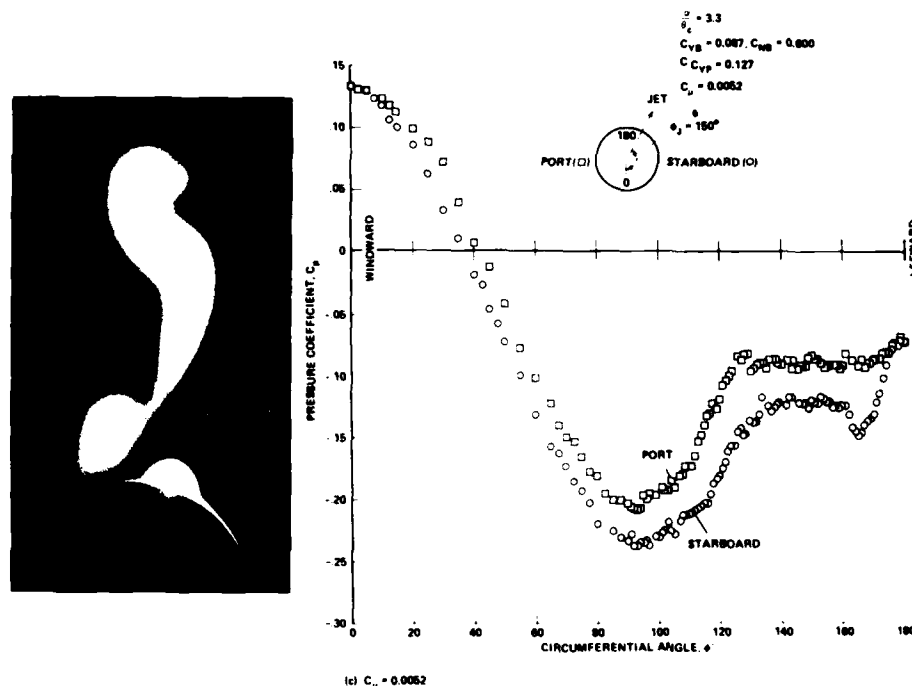 α/θc = 3.3
CYB = 0.087, CNB = 0.600
C CYP = 0.127
Cμ = 0.0052
JET
φJ = 150°
180
PORT (□)
STARBOARD (○)
0
.15
.10
.05
0
-.05
-.10
-.15
-.20
-.25
-.30
PRESSURE COEFFICIENT, Cp
WINDWARD
PORT
STARBOARD
0 20 40 60 80 100 120 140 160 180
CIRCUMFERENTIAL ANGLE, φ
(c) Cμ = 0.0052